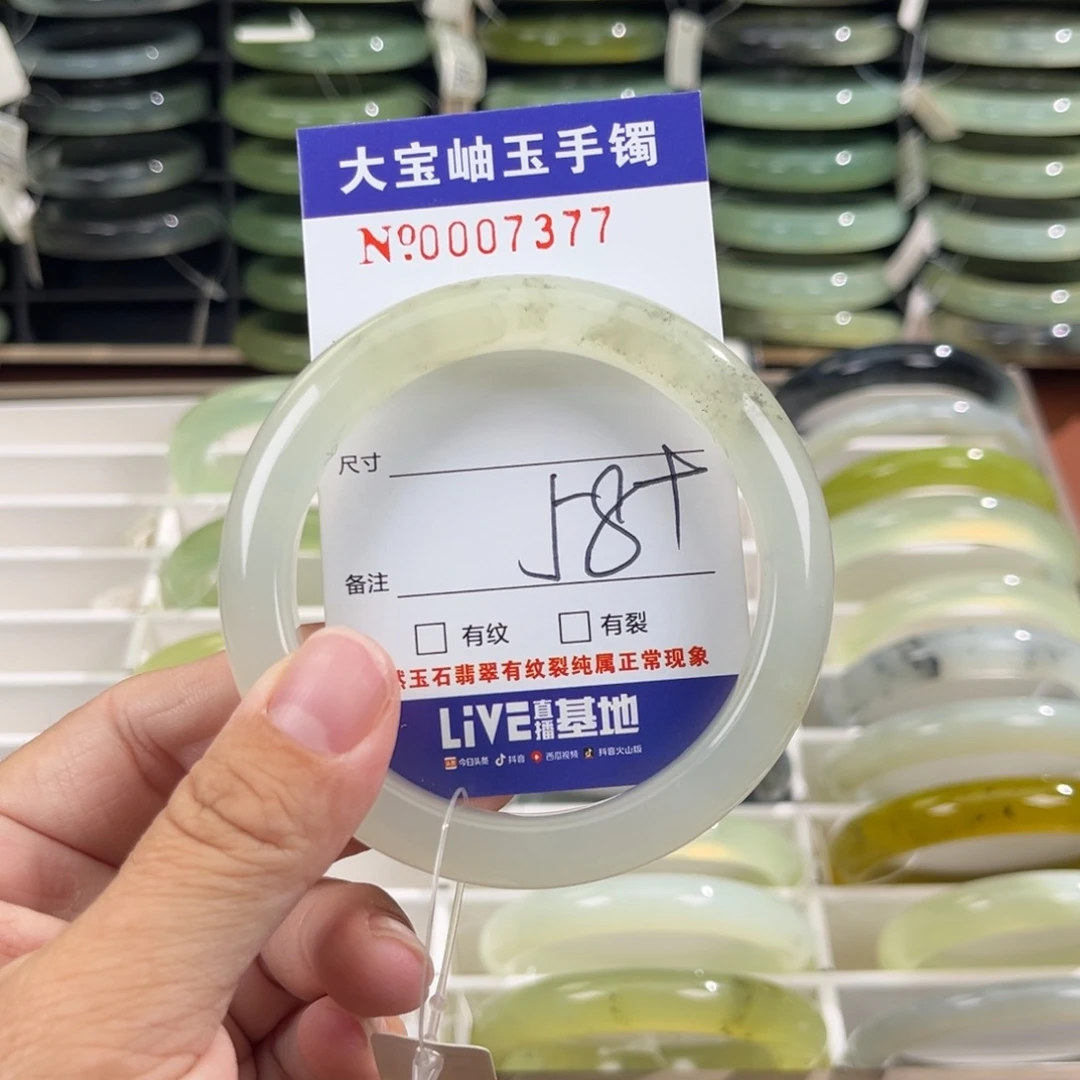 大宝岫玉手镯
Nº:0007377
尺寸
58↑
备注
□ 有纹 □ 有裂
玉石翡翠有纹裂纯属正常现象
LiVE直播基地
今日头条 抖音 西瓜视频 抖音火山版